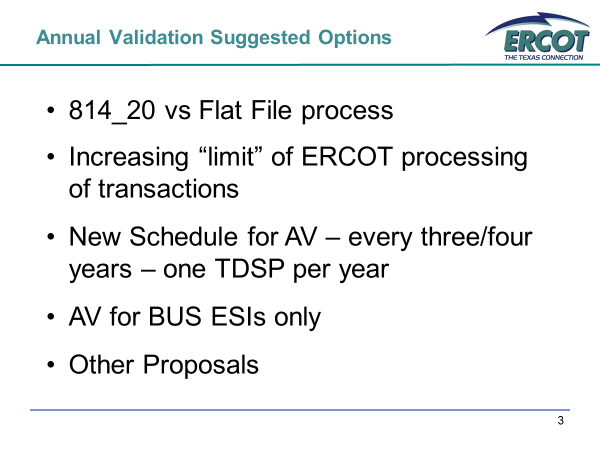 Annual Validation Suggested Options
ERCOT
THE TEXAS CONNECTION
• 814_20 vs Flat File process
• Increasing “limit” of ERCOT processing
of transactions
• New Schedule for AV – every three/four
years – one TDSP per year
• AV for BUS ESIs only
• Other Proposals
3